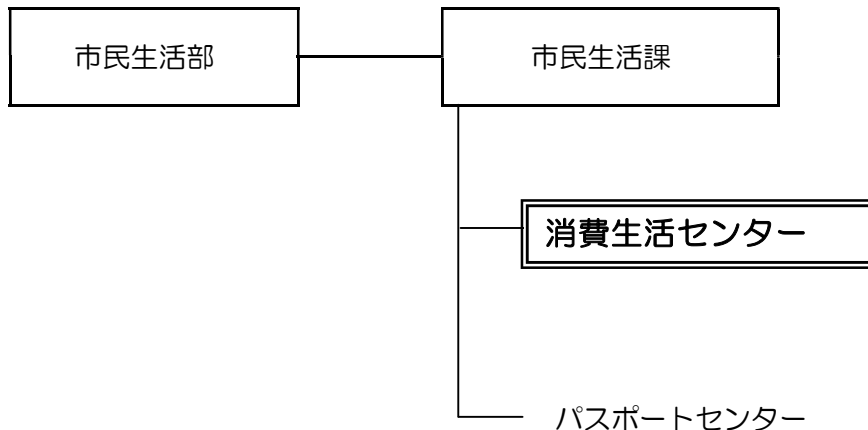 市民生活部
市民生活課
消費生活センター
パスポートセンター